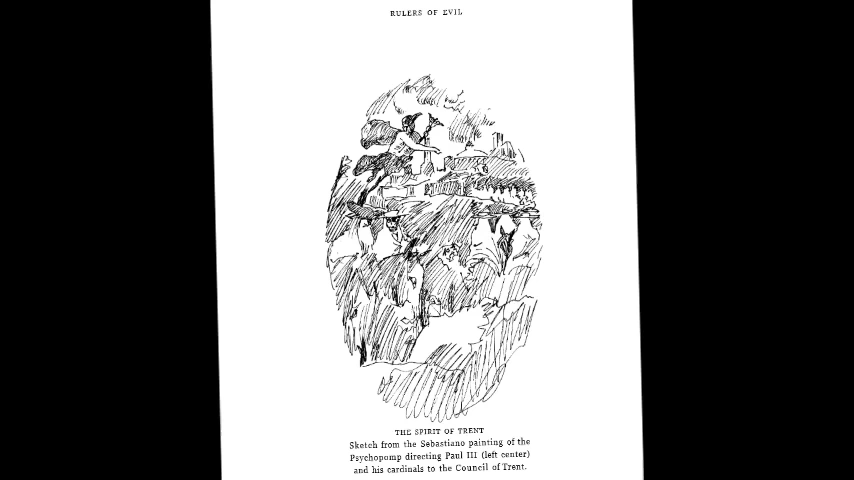 RULERS OF EVIL
THE SPIRIT OF TRENT
Sketch from the Sebastiano painting of the
Psychopomp directing Paul III (left center)
and his cardinals to the Council of Trent.